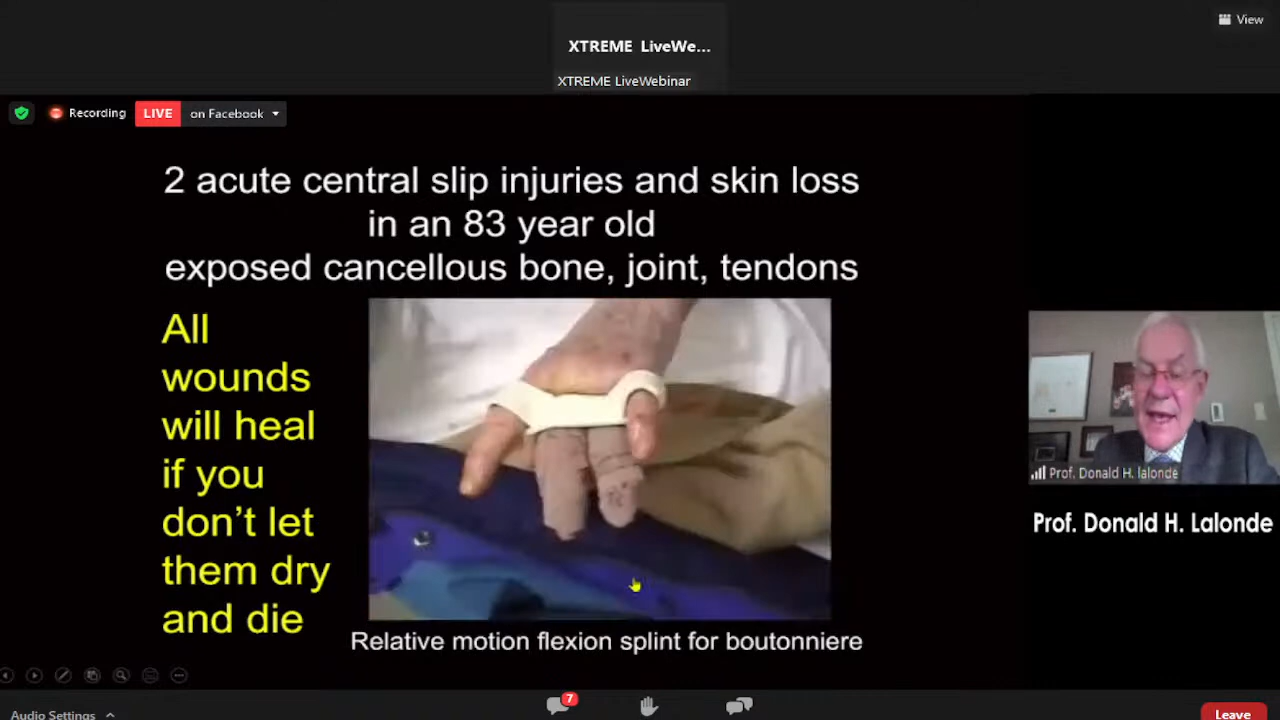 XTREME LiveWe...
View
XTREME LiveWebinar
Recording
LIVE
on Facebook
2 acute central slip injuries and skin loss
in an 83 year old
exposed cancellous bone, joint, tendons
All
wounds
will heal
if you
don't let
them dry
and die
Relative motion flexion splint for boutonniere
Prof. Donald H. lalonde
Prof. Donald H. Lalonde
7
Audio Settings
Leave